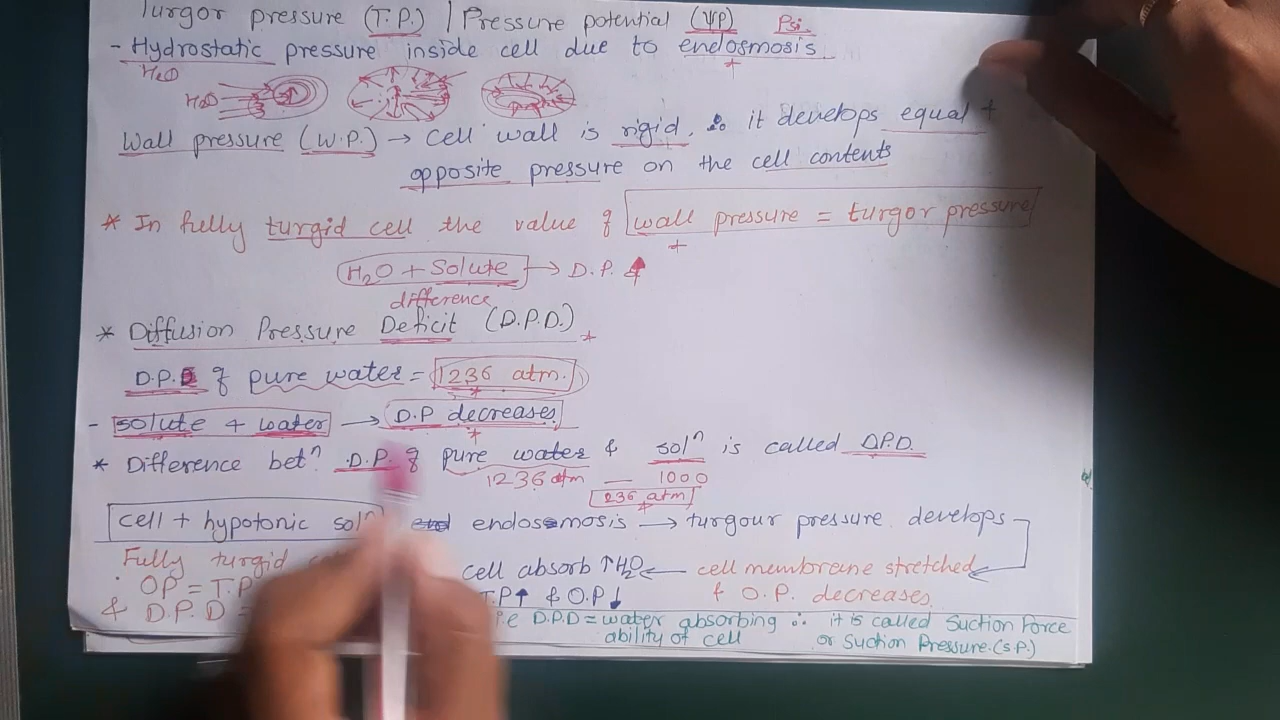 Turgor pressure (T.P.) / Pressure potential (Ψp) Psi
- Hydrostatic pressure inside cell due to endosmosis.
H2O
H2O
Wall pressure (W.P.) → Cell wall is rigid, so it develops equal +
opposite pressure on the cell contents
* In fully turgid cell the value of wall pressure = turgor pressure
H2O + Solute → D.P. ↓
difference
* Diffusion Pressure Deficit (D.P.D.)
D.P. of pure water = 1236 atm.
- solute + water → D.P decreases
* Difference betn D.P. of pure water & soln is called D.P.D.
1236 atm — 1000
236 atm
cell + hypotonic soln endosmosis → turgour pressure develops
Fully turgid cell absorb ↑H2O ← cell membrane stretched
OP = T.P T.P↑ & O.P↓ & O.P. decreases.
& D.P.D = i.e D.P.D = water absorbing ∴ it is called Suction Force
ability of cell or Suction Pressure.(S.P.)